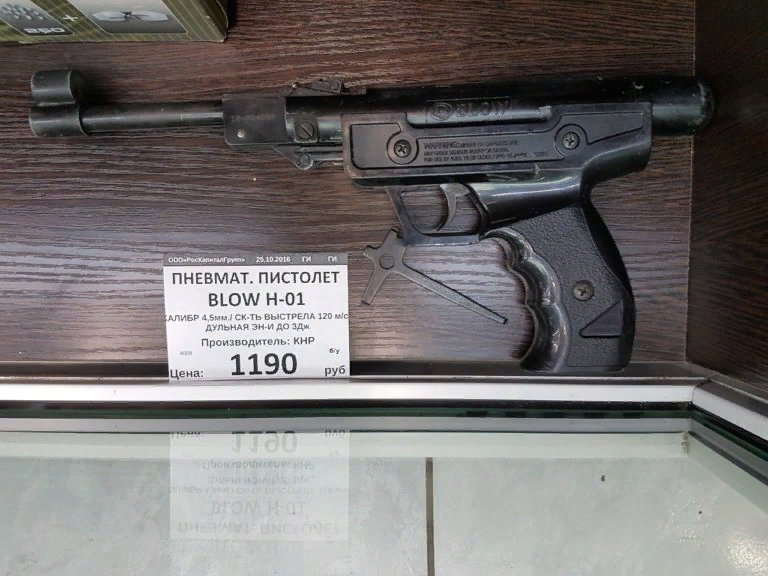 BLOW
WARNING
ООО«РосКапиталГрупп» 25.10.2016 ГИ ГИ
ПНЕВМАТ. ПИСТОЛЕТ
BLOW H-01
КАЛИБР 4,5мм./ СК-ТЬ ВЫСТРЕЛА 120 м/с
ДУЛЬНАЯ ЭН-И ДО 3Дж
Производитель: КНР
4009 б/у
Цена: 1190 руб